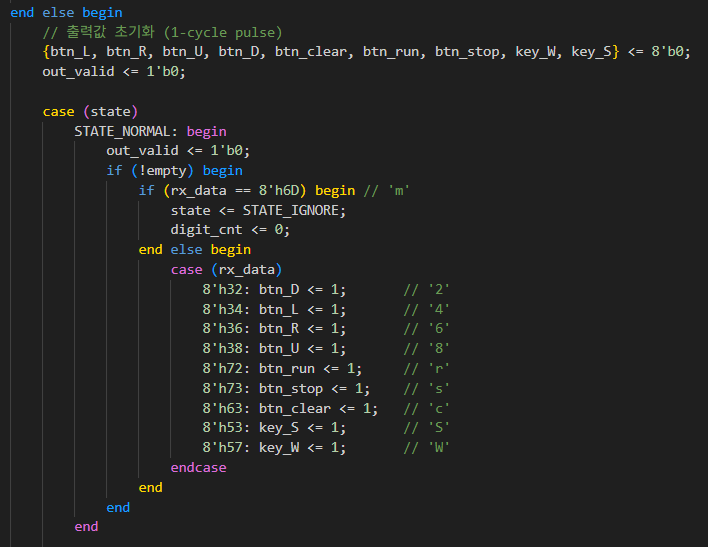 end else begin
// 출력값 초기화 (1-cycle pulse)
{btn_L, btn_R, btn_U, btn_D, btn_clear, btn_run, btn_stop, key_W, key_S} <= 8'b0;
out_valid <= 1'b0;
case (state)
STATE_NORMAL: begin
out_valid <= 1'b0;
if (!empty) begin
if (rx_data == 8'h6D) begin // 'm'
state <= STATE_IGNORE;
digit_cnt <= 0;
end else begin
case (rx_data)
8'h32: btn_D <= 1; // '2'
8'h34: btn_L <= 1; // '4'
8'h36: btn_R <= 1; // '6'
8'h38: btn_U <= 1; // '8'
8'h72: btn_run <= 1; // 'r'
8'h73: btn_stop <= 1; // 's'
8'h63: btn_clear <= 1; // 'c'
8'h53: key_S <= 1; // 'S'
8'h57: key_W <= 1; // 'W'
endcase
end
end
end